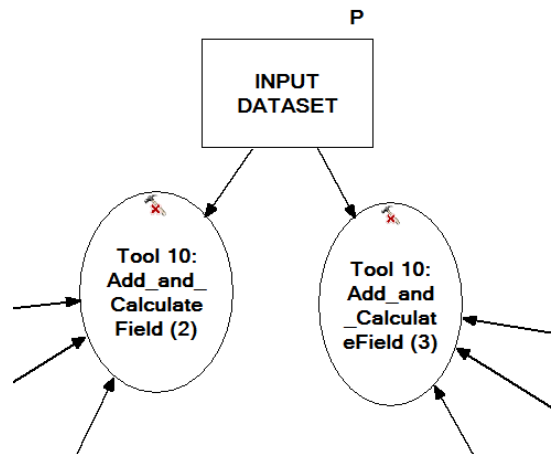 P
INPUT
DATASET
Tool 10:
Add_and_
Calculate
Field (2)
Tool 10:
Add_and
_Calculat
eField (3)